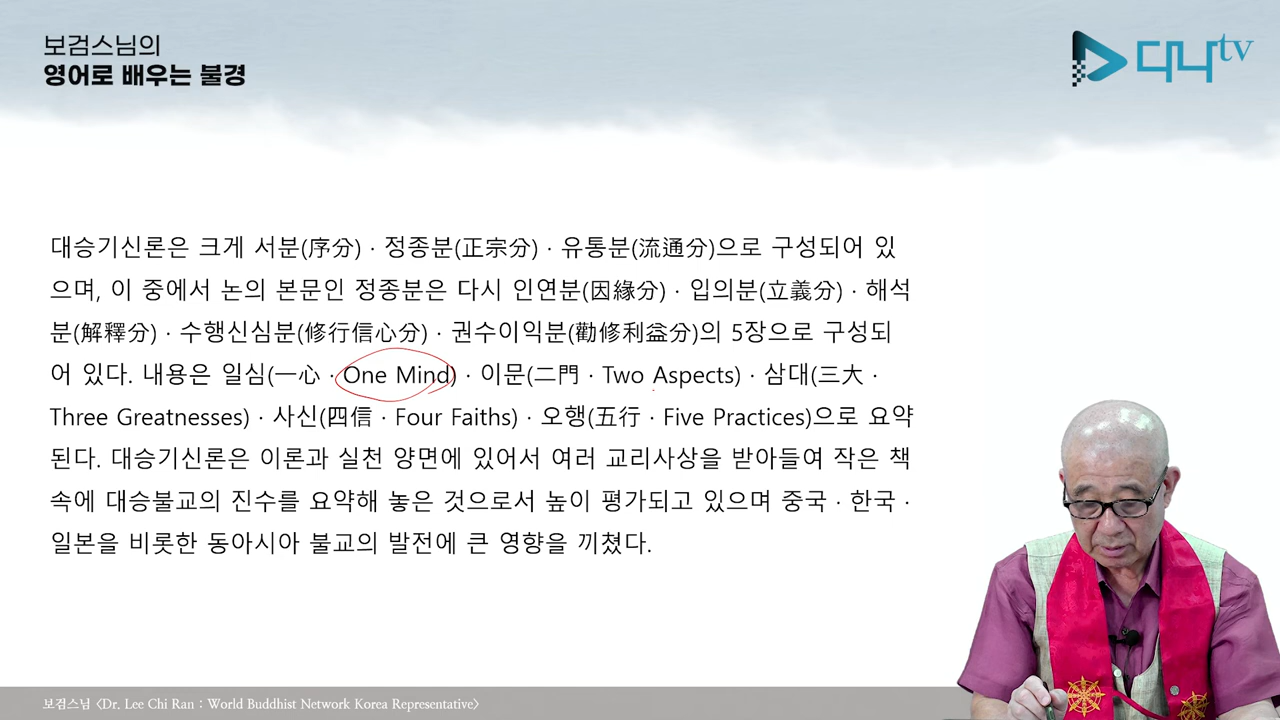 보검스님의
영어로 배우는 불경
디나tv
대승기신론은 크게 서분(序分) · 정종분(正宗分) · 유통분(流通分)으로 구성되어 있
으며, 이 중에서 논의 본문인 정종분은 다시 인연분(因緣分) · 입의분(立義分) · 해석
분(解釋分) · 수행신심분(修行信心分) · 권수이익분(勸修利益分)의 5장으로 구성되
어 있다. 내용은 일심(一心 · One Mind) · 이문(二門 · Two Aspects) · 삼대(三大 ·
Three Greatnesses) · 사신(四信 · Four Faiths) · 오행(五行 · Five Practices)으로 요약
된다. 대승기신론은 이론과 실천 양면에 있어서 여러 교리사상을 받아들여 작은 책
속에 대승불교의 진수를 요약해 놓은 것으로서 높이 평가되고 있으며 중국 · 한국 ·
일본을 비롯한 동아시아 불교의 발전에 큰 영향을 끼쳤다.
보검스님 <Dr. Lee Chi Ran : World Buddhist Network Korea Representative>